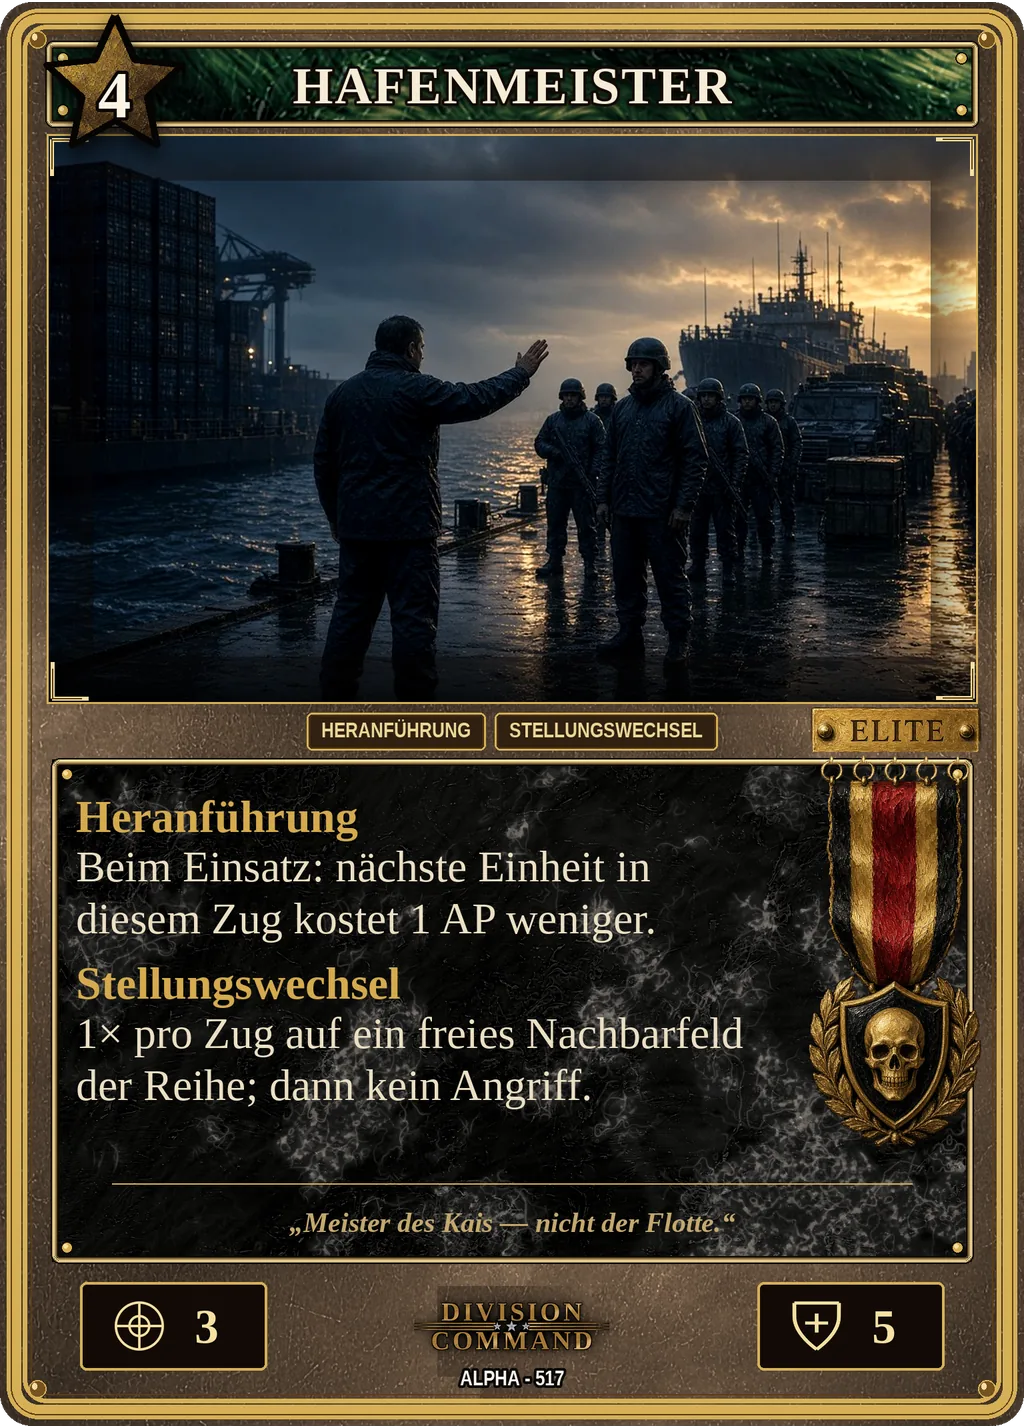 4
HAFENMEISTER
HERANFÜHRUNG
STELLUNGSWECHSEL
ELITE
Heranführung
Beim Einsatz: nächste Einheit in
diesem Zug kostet 1 AP weniger.
Stellungswechsel
1× pro Zug auf ein freies Nachbarfeld
der Reihe; dann kein Angriff.
„Meister des Kais — nicht der Flotte.“
3
DIVISION
COMMAND
ALPHA - 517
5